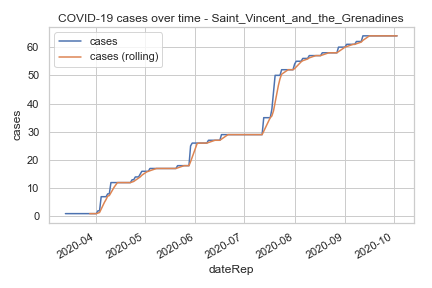 COVID-19 cases over time - Saint_Vincent_and_the_Grenadines
cases
cases (rolling)
60
50
40
30
20
10
0
cases
2020-04
2020-05
2020-06
2020-07
2020-08
2020-09
2020-10
dateRep